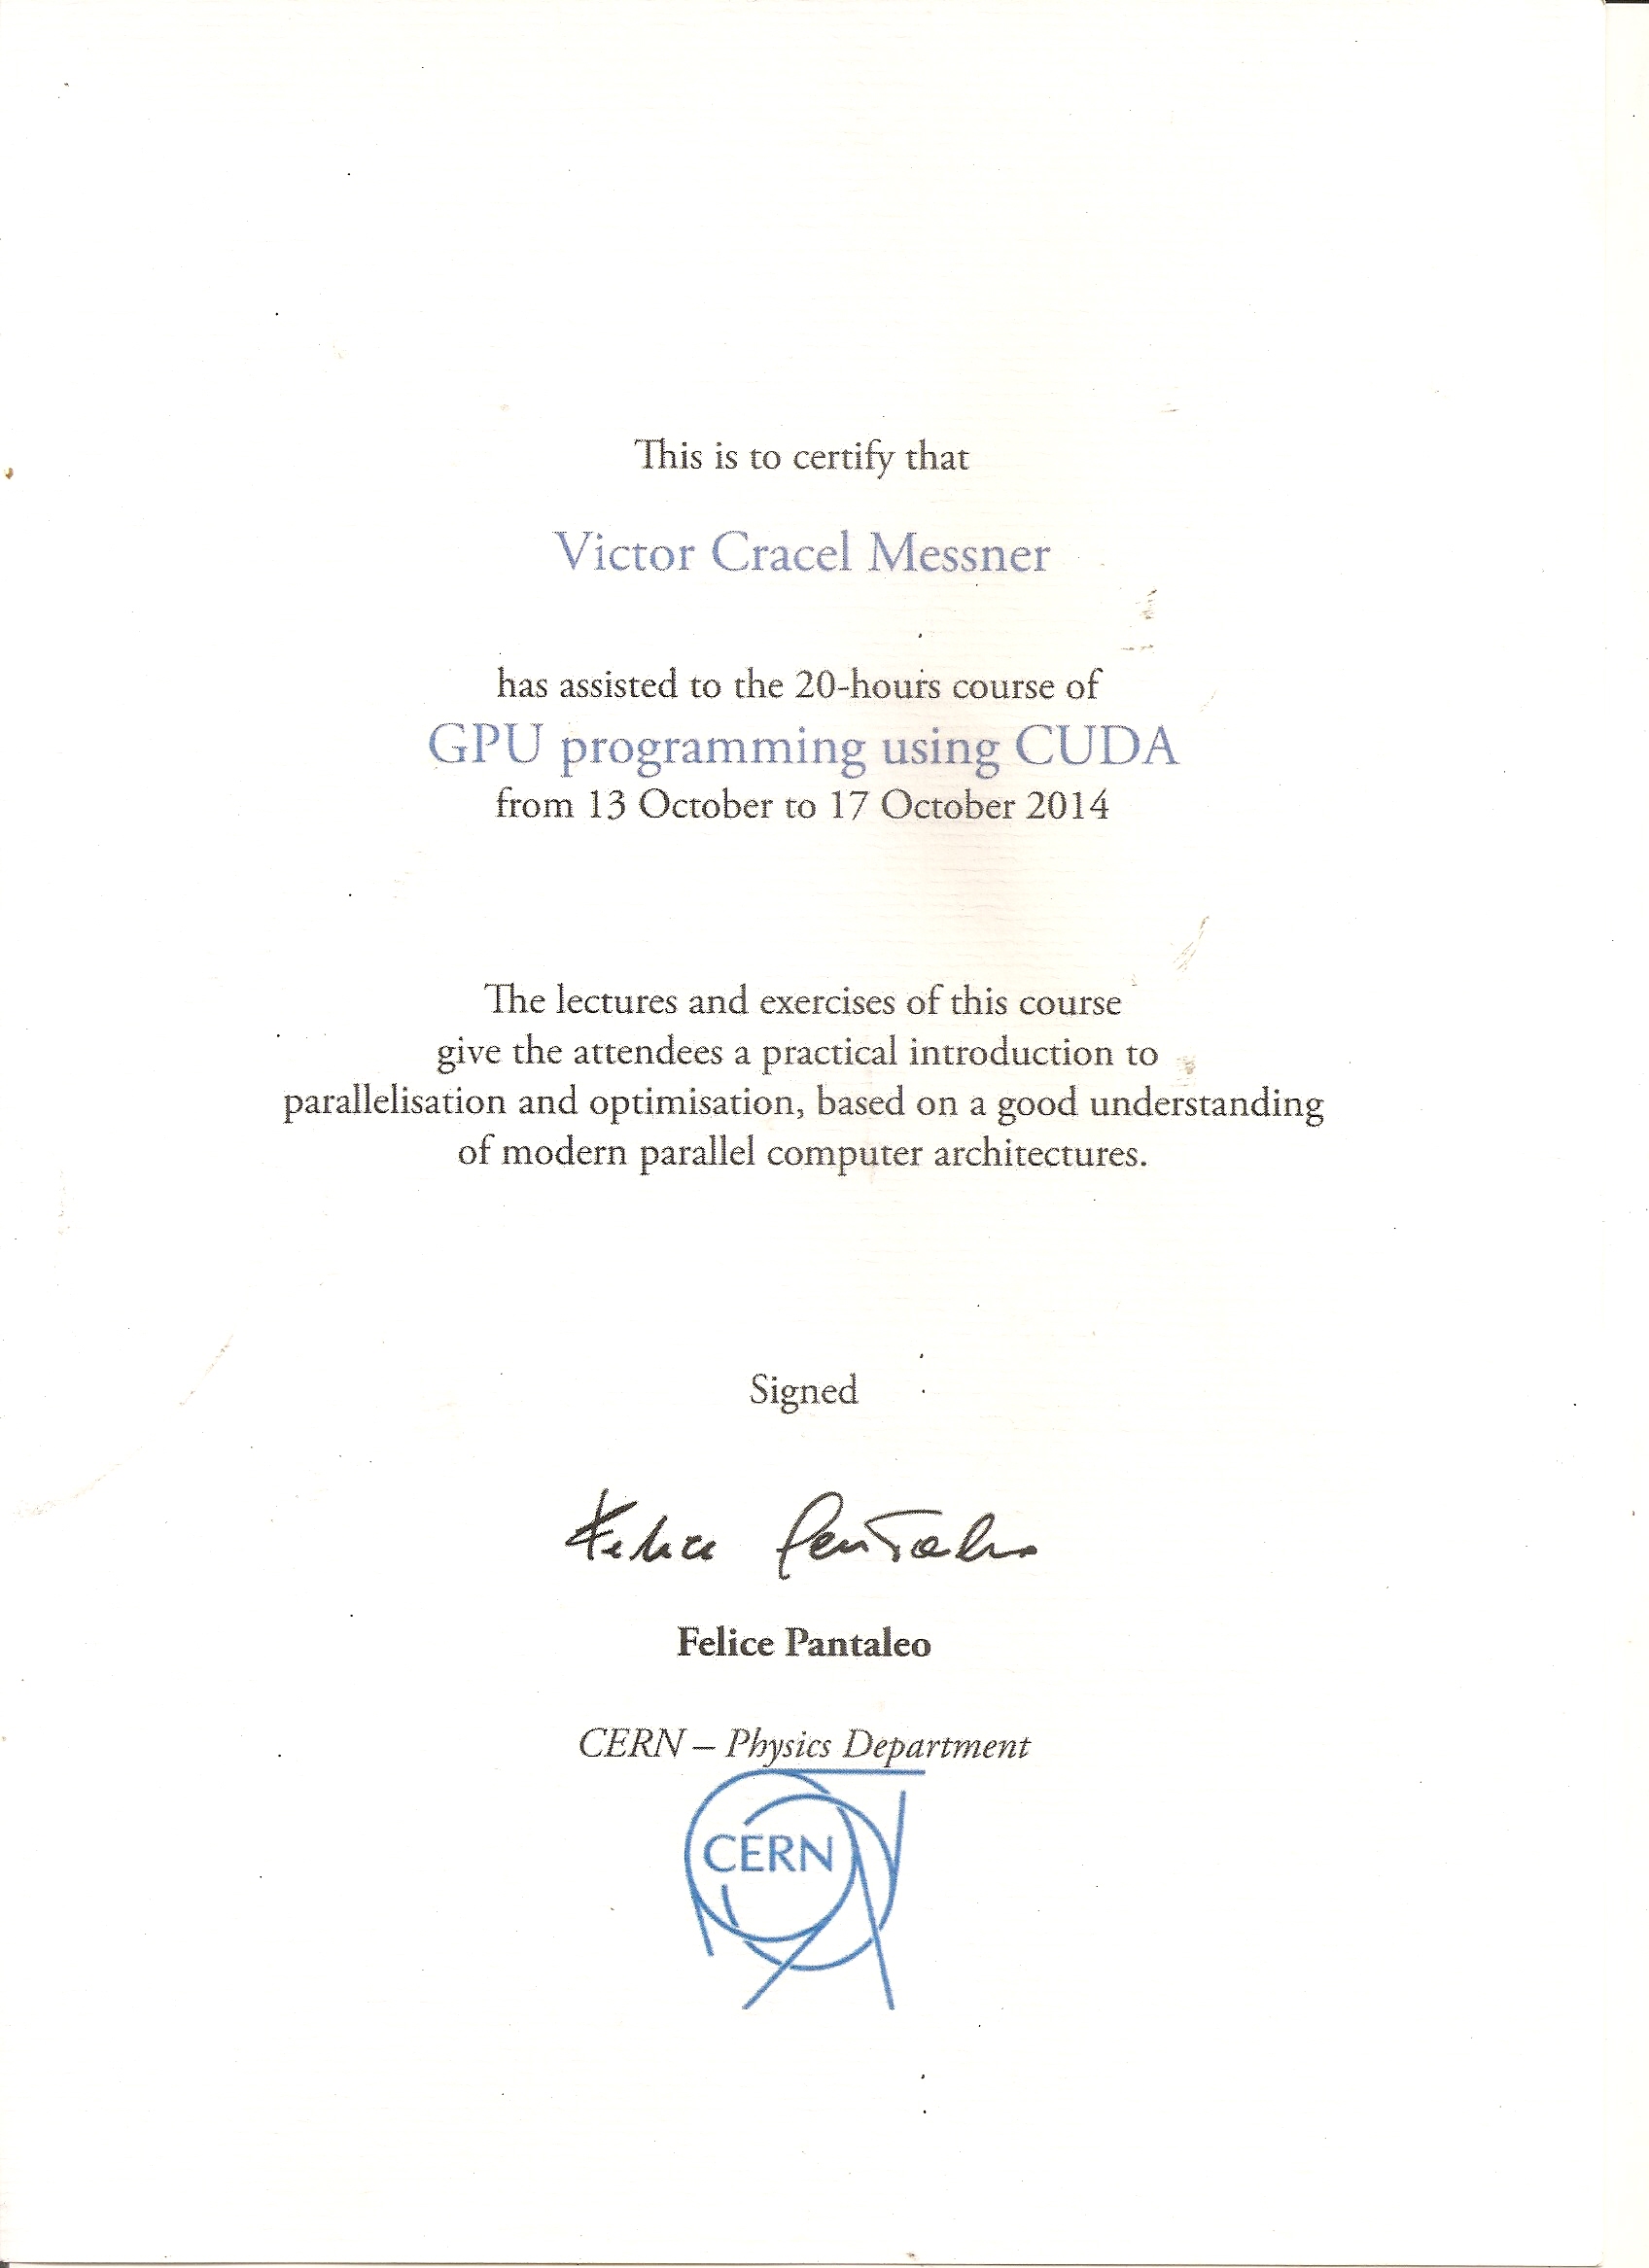 This is to certify that
Victor Cracel Messner
has assisted to the 20-hours course of
GPU programming using CUDA
from 13 October to 17 October 2014
The lectures and exercises of this course
give the attendees a practical introduction to
parallelisation and optimisation, based on a good understanding
of modern parallel computer architectures.
Signed
Felice Pantaleo
Felice Pantaleo
CERN – Physics Department
CERN